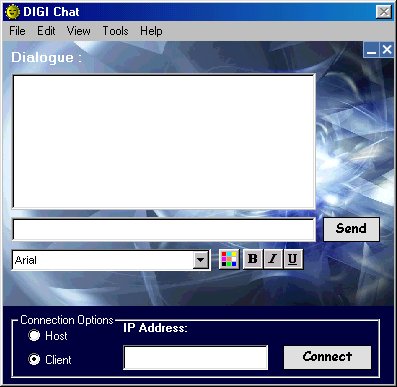 DIGI Chat
File Edit View Tools Help
Dialogue :
Send
Arial
B I U
Connection Options
IP Address:
Host
Client
Connect